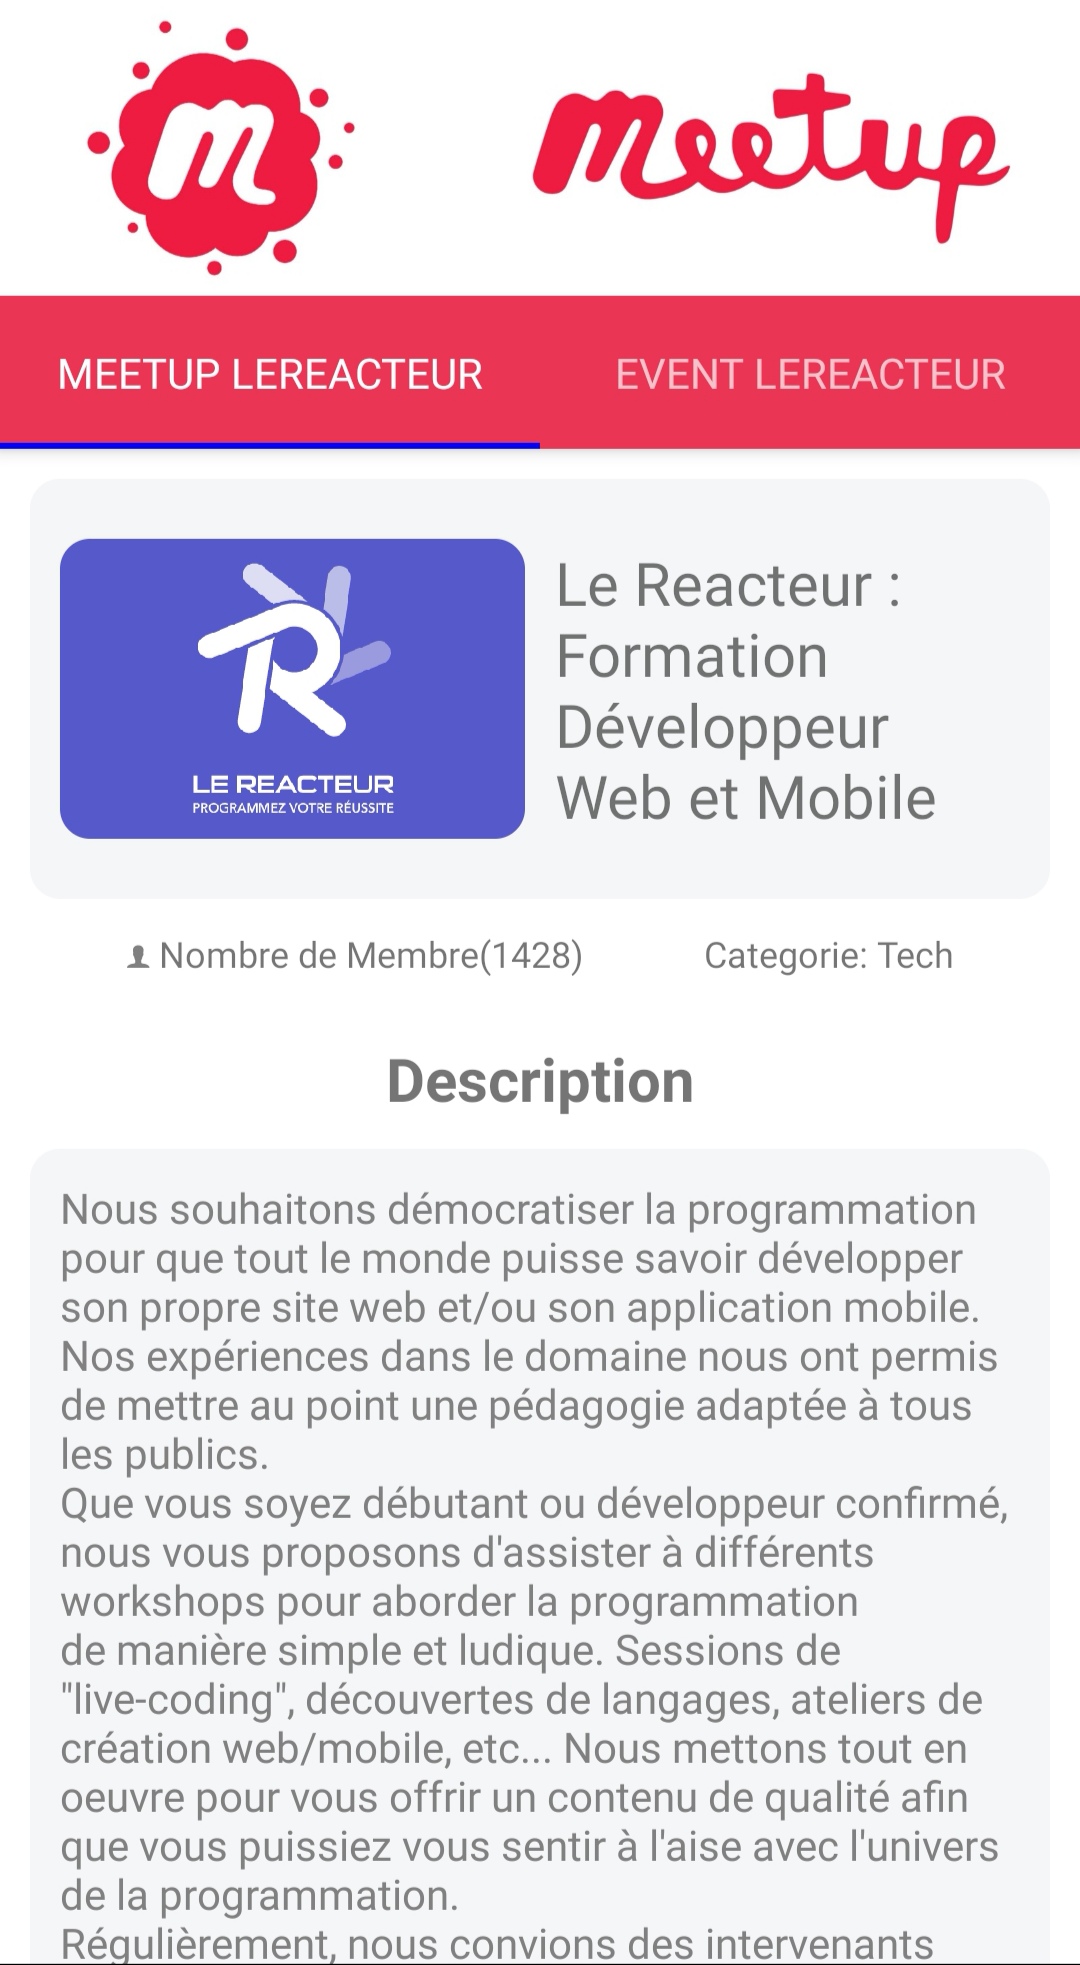 m
meetup
MEETUP LEREACTEUR
EVENT LEREACTEUR
R
LE REACTEUR
PROGRAMMEZ VOTRE RÉUSSITE
Le Reacteur :
Formation
Développeur
Web et Mobile
Nombre de Membre(1428)
Categorie: Tech
Description
Nous souhaitons démocratiser la programmation
pour que tout le monde puisse savoir développer
son propre site web et/ou son application mobile.
Nos expériences dans le domaine nous ont permis
de mettre au point une pédagogie adaptée à tous
les publics.
Que vous soyez débutant ou développeur confirmé,
nous vous proposons d'assister à différents
workshops pour aborder la programmation
de manière simple et ludique. Sessions de
"live-coding", découvertes de langages, ateliers de
création web/mobile, etc... Nous mettons tout en
oeuvre pour vous offrir un contenu de qualité afin
que vous puissiez vous sentir à l'aise avec l'univers
de la programmation.
Régulièrement, nous convions des intervenants